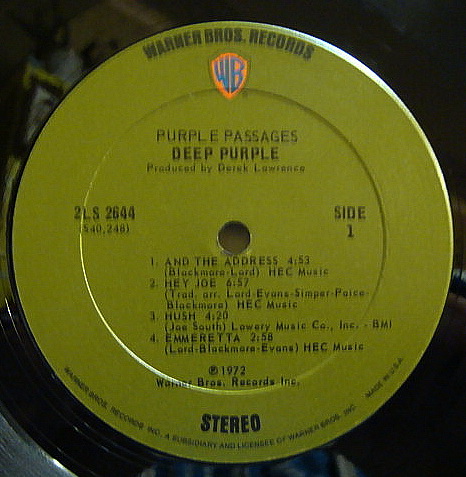 WARNER BROS. RECORDS
WB
PURPLE PASSAGES
DEEP PURPLE
Produced by Derek Lawrence
2LS 2644
(S40,248)
SIDE
1
1. AND THE ADDRESS 4:53
(Blackmore-Lord) HEC Music
2. HEY JOE 6:57
(Trad. arr. Lord-Evans-Simper-Paice-
Blackmore) HEC Music
3. HUSH 4:20
(Joe South) Lowery Music Co., Inc. - BMI
4. EMMERETTA 2:58
(Lord-Blackmore-Evans) HEC Music
℗1972
Warner Bros. Records Inc.
STEREO
WARNER BROS. RECORDS INC. A SUBSIDIARY AND LICENSEE OF WARNER BROS. INC.
MADE IN U.S.A.